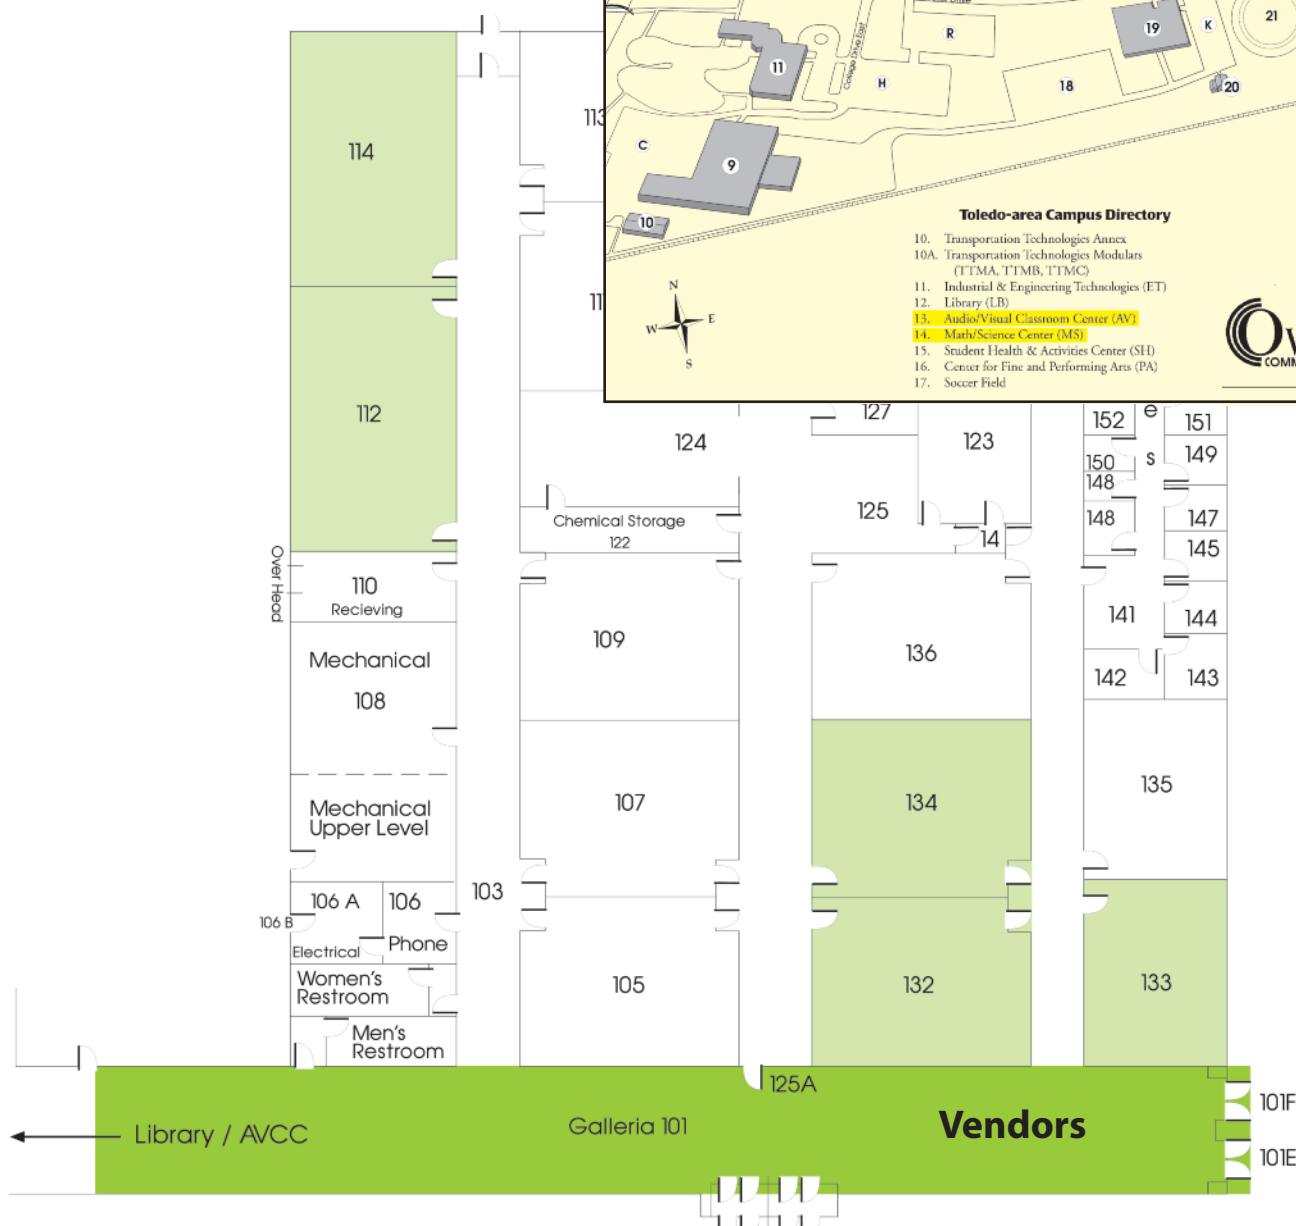 College Drive East
R
11
H
18
19
K
21
20
C
9
10
N
W
E
S
Toledo-area Campus Directory
10. Transportation Technologies Annex
10A. Transportation Technologies Modulars
(TTMA, TTMB, TTMC)
11. Industrial & Engineering Technologies (ET)
12. Library (LB)
13. Audio/Visual Classroom Center (AV)
14. Math/Science Center (MS)
15. Student Health & Activities Center (SH)
16. Center for Fine and Performing Arts (PA)
17. Soccer Field
114
113
112
11
127
124
123
125
Chemical Storage
122
14
152
e
151
150
s
149
148
148
147
145
Over Head
110
Recieving
109
136
141
144
142
143
Mechanical
108
Mechanical
Upper Level
107
134
135
106 A
106
103
106 B
Electrical
Phone
Women's
Restroom
105
132
133
Men's
Restroom
125A
Library / AVCC
Galleria 101
Vendors
101F
101E